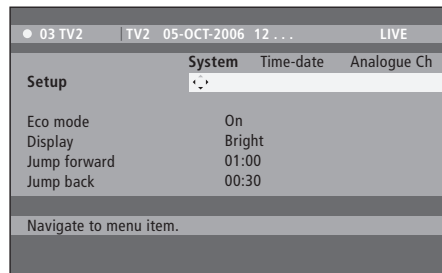 03 TV2 TV2 05-OCT-2006 12 ... LIVE
System Time-date Analogue Ch
Setup
Eco mode On
Display Bright
Jump forward 01:00
Jump back 00:30
Navigate to menu item.